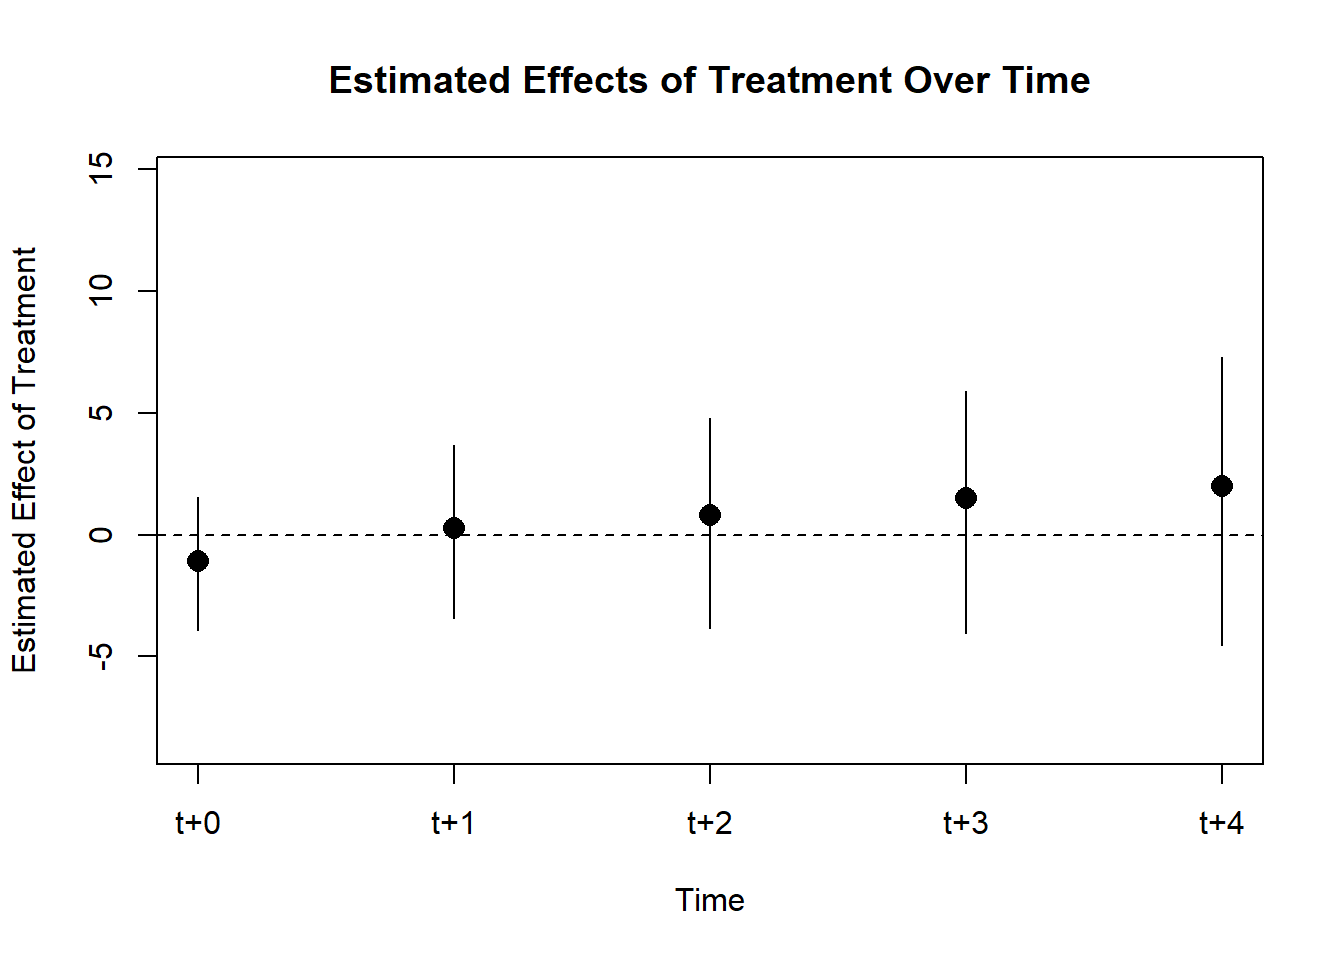 Estimated Effects of Treatment Over Time
Estimated Effect of Treatment
15
10
5
0
-5
t+0 t+1 t+2 t+3 t+4
Time